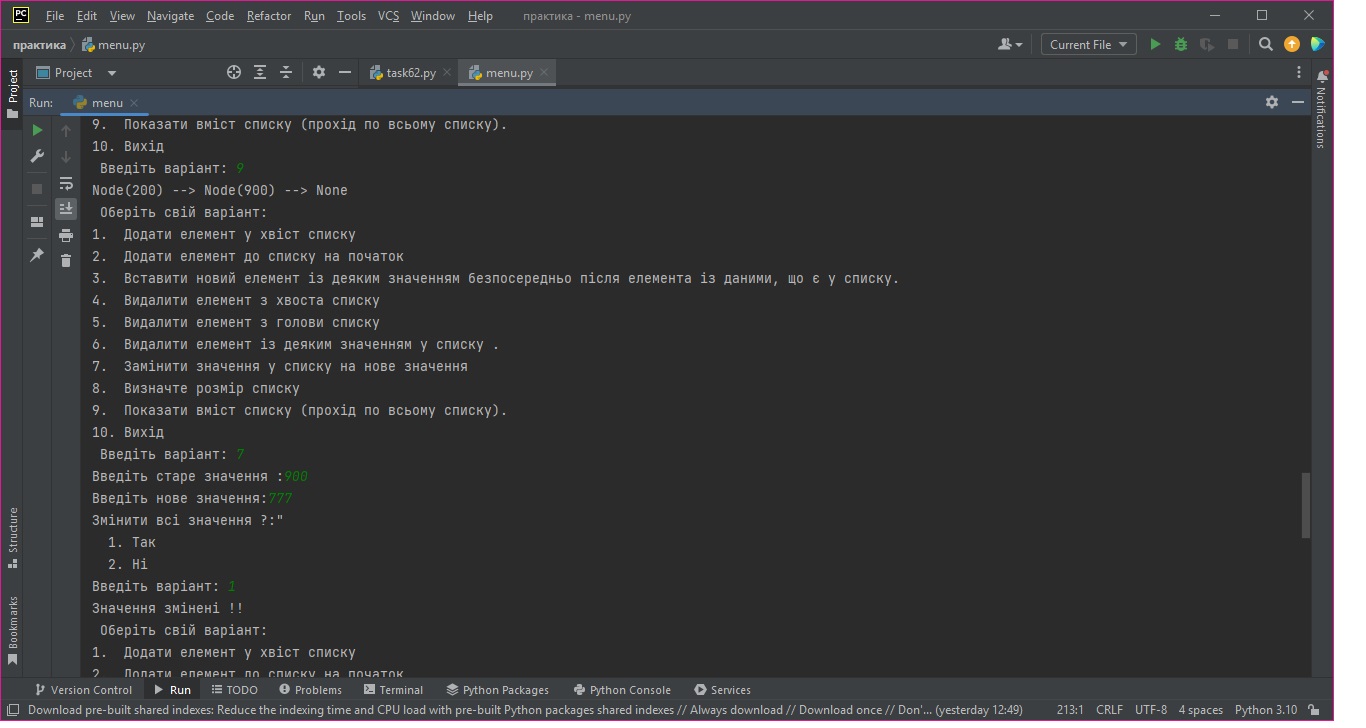 PC File Edit View Navigate Code Refactor Run Tools VCS Window Help практика - menu.py
практика menu.py Current File
Project task62.py menu.py
Run: menu
9. Показати вміст списку (прохід по всьому списку).
10. Вихід
Введіть варіант: 9
Node(200) --> Node(900) --> None
Оберіть свій варіант:
1. Додати елемент у хвіст списку
2. Додати елемент до списку на початок
3. Вставити новий елемент із деяким значенням безпосередньо після елемента із даними, що є у списку.
4. Видалити елемент з хвоста списку
5. Видалити елемент з голови списку
6. Видалити елемент із деяким значенням у списку .
7. Замінити значення у списку на нове значення
8. Визначте розмір списку
9. Показати вміст списку (прохід по всьому списку).
10. Вихід
Введіть варіант: 7
Введіть старе значення :900
Введіть нове значення:777
Змінити всі значення ?:"
1. Так
2. Ні
Введіть варіант: 1
Значення змінені !!
Оберіть свій варіант:
1. Додати елемент у хвіст списку
2. Додати елемент до списку на початок
Project
Structure
Bookmarks
Notifications
Version Control Run TODO Problems Terminal Python Packages Python Console Services
Download pre-built shared indexes: Reduce the indexing time and CPU load with pre-built Python packages shared indexes // Always download // Download once // Don'... (yesterday 12:49) 213:1 CRLF UTF-8 4 spaces Python 3.10